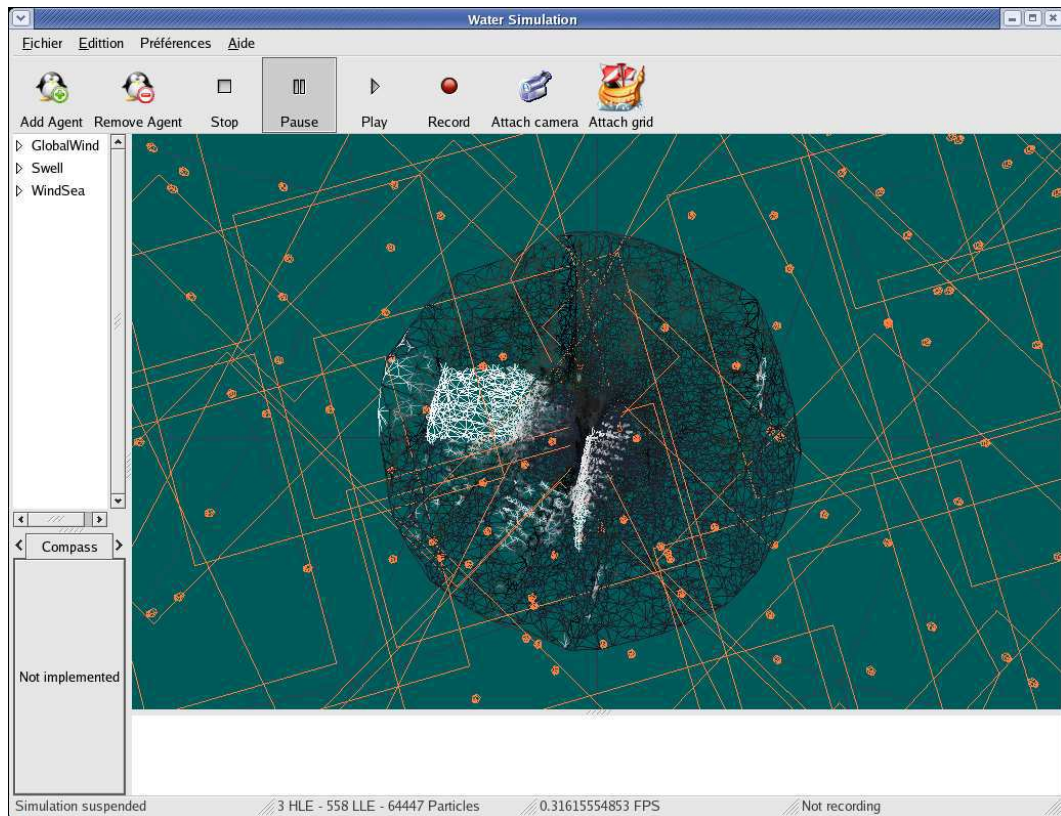 Water Simulation
Fichier Edittion Préférences Aide
Add Agent Remove Agent Stop Pause Play Record Attach camera Attach grid
GlobalWind
Swell
WindSea
Compass
Not implemented
Simulation suspended 3 HLE - 558 LLE - 64447 Particles 0.31615554853 FPS Not recording